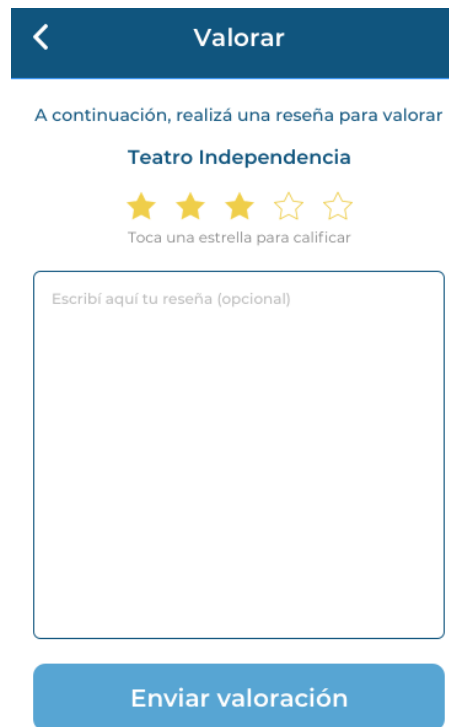 Valorar
A continuación, realizá una reseña para valorar
Teatro Independencia
Toca una estrella para calificar
Escribí aquí tu reseña (opcional)
Enviar valoración